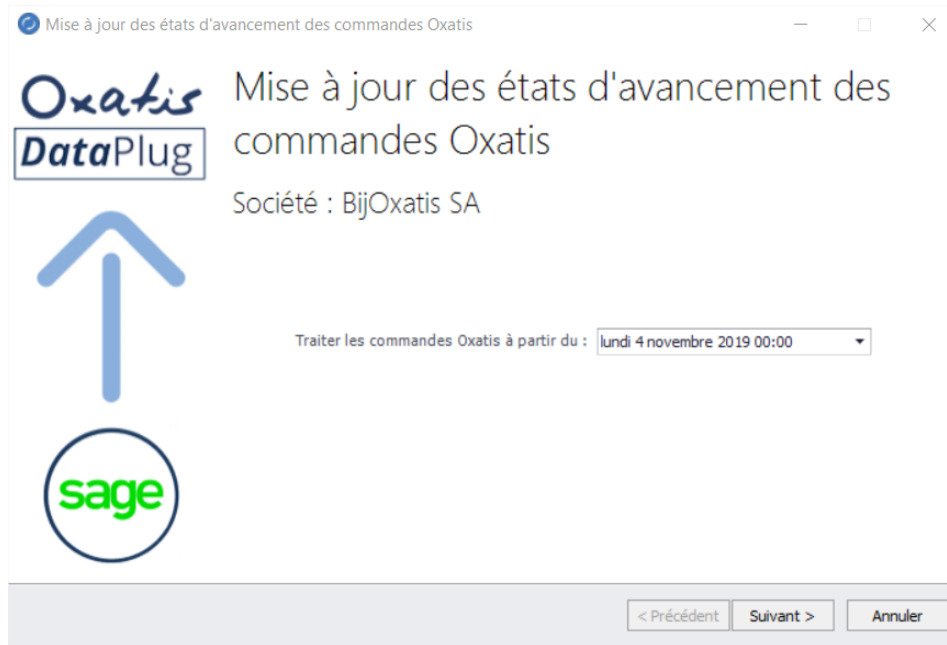 Mise à jour des états d'avancement des commandes Oxatis
Oxatis
DataPlug
Mise à jour des états d'avancement des
commandes Oxatis
Société : BijOxatis SA
Traiter les commandes Oxatis à partir du : lundi 4 novembre 2019 00:00
sage
< Précédent Suivant > Annuler